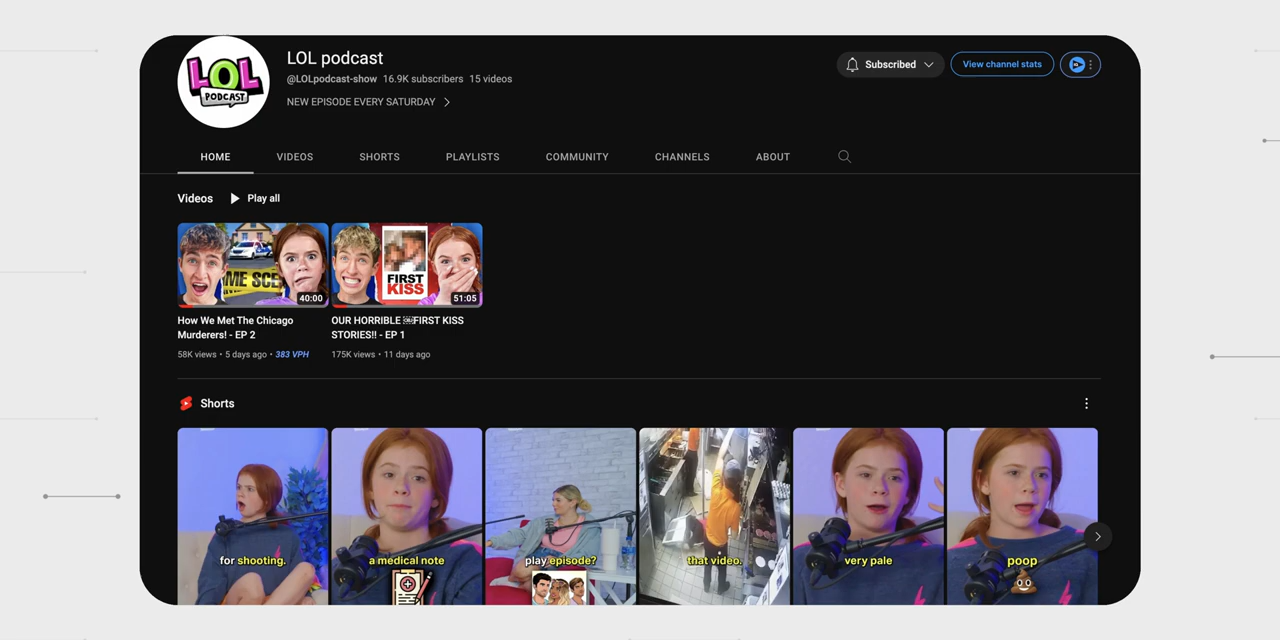 LOL
PODCAST
LOL podcast
@LOLpodcast-show 16.9K subscribers 15 videos
NEW EPISODE EVERY SATURDAY
Subscribed
View channel stats
HOME
VIDEOS
SHORTS
PLAYLISTS
COMMUNITY
CHANNELS
ABOUT
Videos
Play all
ME SCE
40:00
FIRST
KISS
51:05
How We Met The Chicago
Murderers! - EP 2
58K views • 5 days ago • 383 VPH
OUR HORRIBLE ￼FIRST KISS
STORIES!! - EP 1
175K views • 11 days ago
Shorts
for shooting.
a medical note
play episode?
that video.
very pale
poop